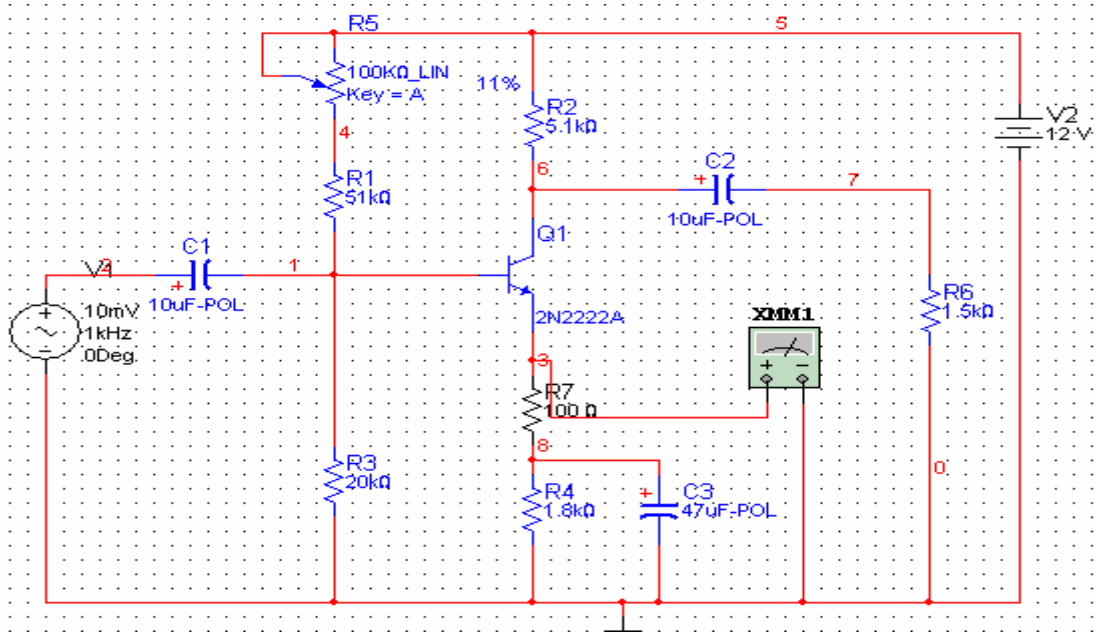 R5
5
100KΩ_LIN
Key = A
11%
R2
5.1kΩ
V2
12 V
4
6
C2
7
+
10uF-POL
R1
51kΩ
Q1
C1
1
V1
2
+
10uF-POL
10mV
1kHz
0Deg
2N2222A
R6
1.5kΩ
XMM1
+ −
3
R7
100 Ω
8
0
R3
20kΩ
R4
1.8kΩ
+
C3
47uF-POL